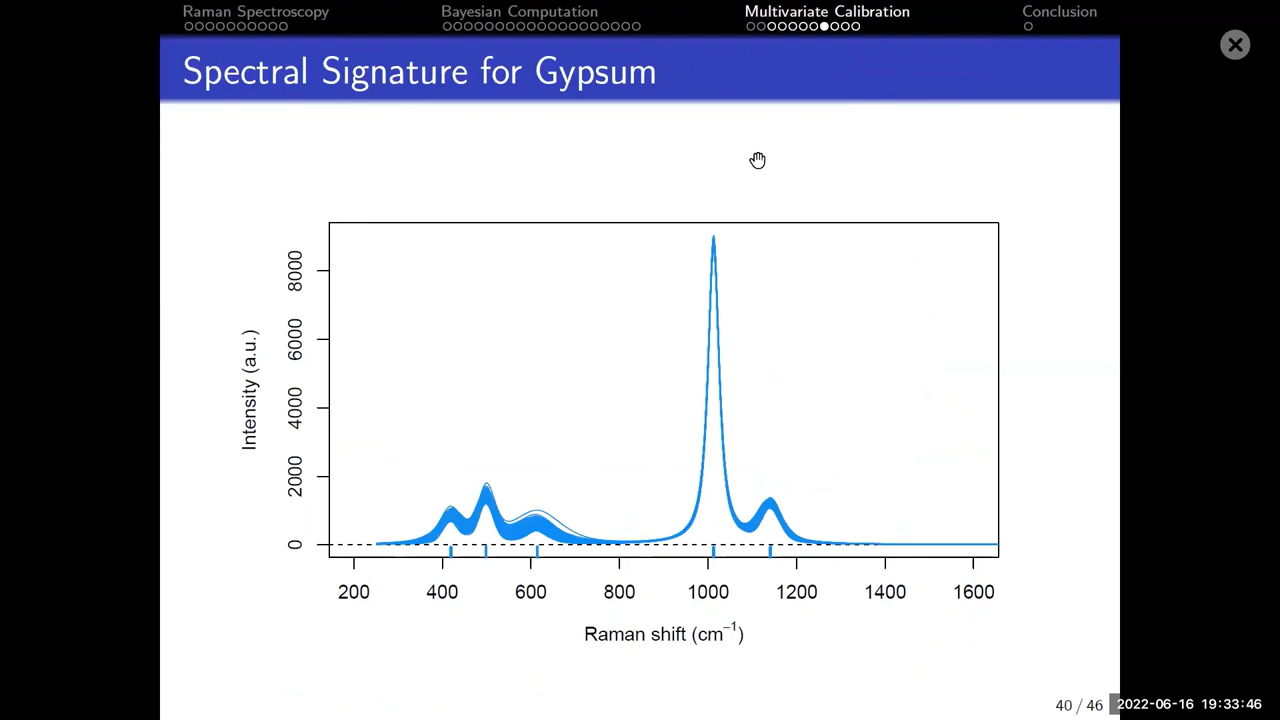 Raman Spectroscopy Bayesian Computation Multivariate Calibration Conclusion
Spectral Signature for Gypsum
8000
6000
4000
2000
0
Intensity (a.u.)
200 400 600 800 1000 1200 1400 1600
Raman shift (cm⁻¹)
40 / 46 2022-06-16 19:33:46